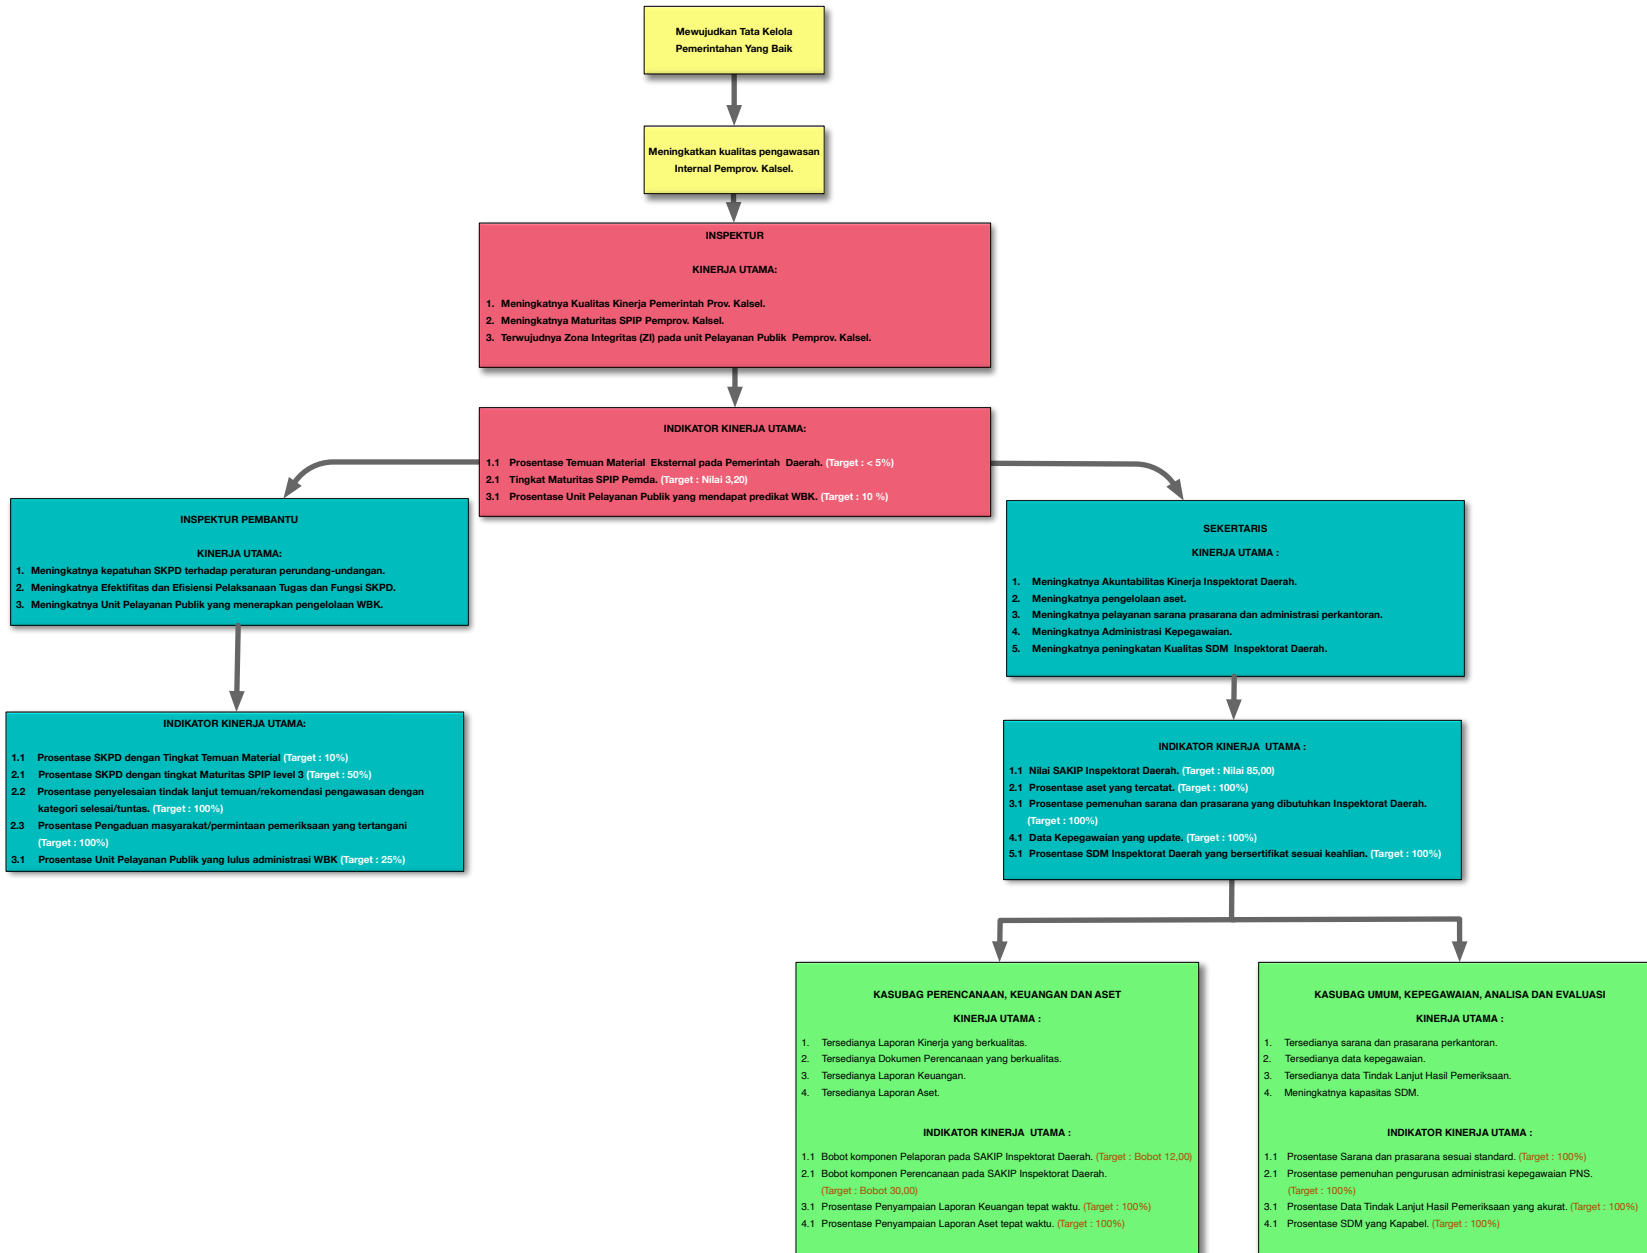 Mewujudkan Tata Kelola
Pemerintahan Yang Baik
Meningkatkan kualitas pengawasan
Internal Pemprov. Kalsel.
INSPEKTUR
KINERJA UTAMA:
1. Meningkatnya Kualitas Kinerja Pemerintah Prov. Kalsel.
2. Meningkatnya Maturitas SPIP Pemprov. Kalsel.
3. Terwujudnya Zona Integritas (ZI) pada unit Pelayanan Publik Pemprov. Kalsel.
INDIKATOR KINERJA UTAMA:
1.1 Prosentase Temuan Material Eksternal pada Pemerintah Daerah. (Target : < 5%)
2.1 Tingkat Maturitas SPIP Pemda. (Target : Nilai 3,20)
3.1 Prosentase Unit Pelayanan Publik yang mendapat predikat WBK. (Target : 10 %)
INSPEKTUR PEMBANTU
KINERJA UTAMA:
1. Meningkatnya kepatuhan SKPD terhadap peraturan perundang-undangan.
2. Meningkatnya Efektifitas dan Efisiensi Pelaksanaan Tugas dan Fungsi SKPD.
3. Meningkatnya Unit Pelayanan Publik yang menerapkan pengelolaan WBK.
INDIKATOR KINERJA UTAMA:
1.1 Prosentase SKPD dengan Tingkat Temuan Material (Target : 10%)
2.1 Prosentase SKPD dengan tingkat Maturitas SPIP level 3 (Target : 50%)
2.2 Prosentase penyelesaian tindak lanjut temuan/rekomendasi pengawasan dengan
kategori selesai/tuntas. (Target : 100%)
2.3 Prosentase Pengaduan masyarakat/permintaan pemeriksaan yang tertangani
(Target : 100%)
3.1 Prosentase Unit Pelayanan Publik yang lulus administrasi WBK (Target : 25%)
SEKERTARIS
KINERJA UTAMA :
1. Meningkatnya Akuntabilitas Kinerja Inspektorat Daerah.
2. Meningkatnya pengelolaan aset.
3. Meningkatnya pelayanan sarana prasarana dan administrasi perkantoran.
4. Meningkatnya Administrasi Kepegawaian.
5. Meningkatnya peningkatan Kualitas SDM Inspektorat Daerah.
INDIKATOR KINERJA UTAMA :
1.1 Nilai SAKIP Inspektorat Daerah. (Target : Nilai 85,00)
2.1 Prosentase aset yang tercatat. (Target : 100%)
3.1 Prosentase pemenuhan sarana dan prasarana yang dibutuhkan Inspektorat Daerah.
(Target : 100%)
4.1 Data Kepegawaian yang update. (Target : 100%)
5.1 Prosentase SDM Inspektorat Daerah yang bersertifikat sesuai keahlian. (Target : 100%)
KASUBAG PERENCANAAN, KEUANGAN DAN ASET
KINERJA UTAMA :
1. Tersedianya Laporan Kinerja yang berkualitas.
2. Tersedianya Dokumen Perencanaan yang berkualitas.
3. Tersedianya Laporan Keuangan.
4. Tersedianya Laporan Aset.
INDIKATOR KINERJA UTAMA :
1.1 Bobot komponen Pelaporan pada SAKIP Inspektorat Daerah. (Target : Bobot 12,00)
2.1 Bobot komponen Perencanaan pada SAKIP Inspektorat Daerah.
(Target : Bobot 30,00)
3.1 Prosentase Penyampaian Laporan Keuangan tepat waktu. (Target : 100%)
4.1 Prosentase Penyampaian Laporan Aset tepat waktu. (Target : 100%)
KASUBAG UMUM, KEPEGAWAIAN, ANALISA DAN EVALUASI
KINERJA UTAMA :
1. Tersedianya sarana dan prasarana perkantoran.
2. Tersedianya data kepegawaian.
3. Tersedianya data Tindak Lanjut Hasil Pemeriksaan.
4. Meningkatnya kapasitas SDM.
INDIKATOR KINERJA UTAMA :
1.1 Prosentase Sarana dan prasarana sesuai standard. (Target : 100%)
2.1 Prosentase pemenuhan pengurusan administrasi kepegawaian PNS.
(Target : 100%)
3.1 Prosentase Data Tindak Lanjut Hasil Pemeriksaan yang akurat. (Target : 100%)
4.1 Prosentase SDM yang Kapabel. (Target : 100%)